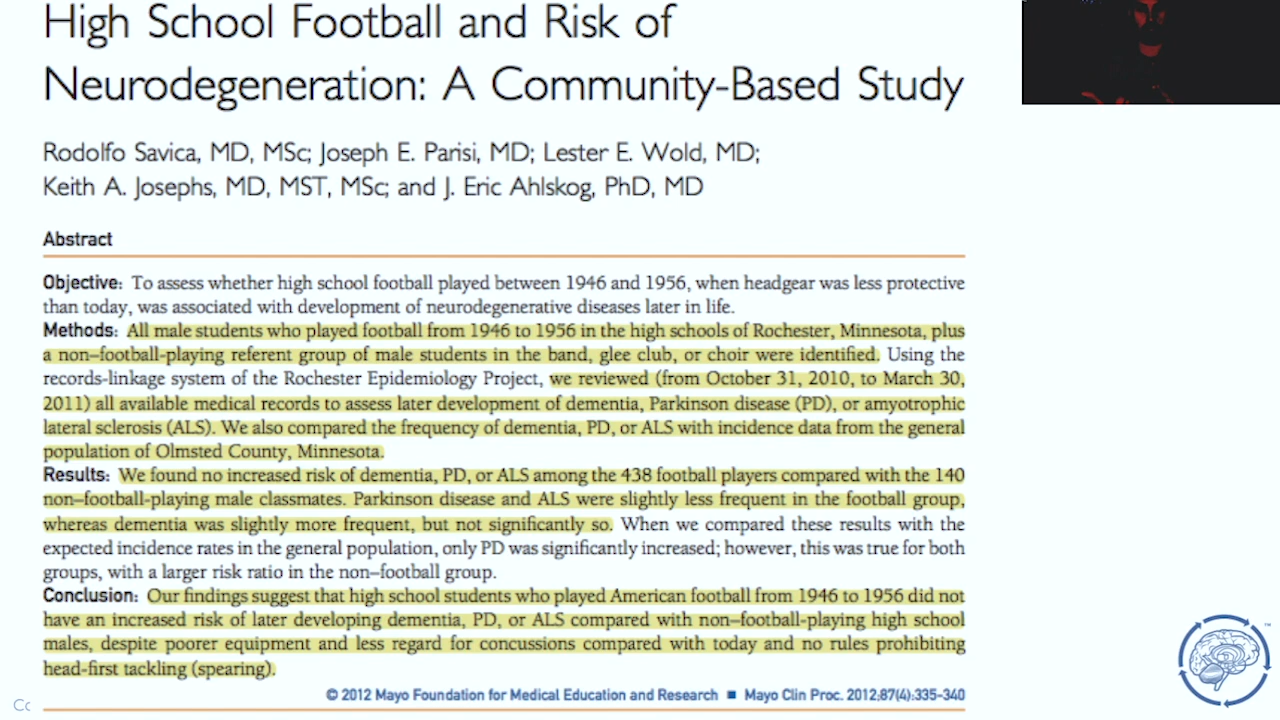 High School Football and Risk of
Neurodegeneration: A Community-Based Study
Rodolfo Savica, MD, MSc; Joseph E. Parisi, MD; Lester E. Wold, MD;
Keith A. Josephs, MD, MST, MSc; and J. Eric Ahlskog, PhD, MD
Abstract
Objective: To assess whether high school football played between 1946 and 1956, when headgear was less protective
than today, was associated with development of neurodegenerative diseases later in life.
Methods: All male students who played football from 1946 to 1956 in the high schools of Rochester, Minnesota, plus
a non–football-playing referent group of male students in the band, glee club, or choir were identified. Using the
records-linkage system of the Rochester Epidemiology Project, we reviewed (from October 31, 2010, to March 30,
2011) all available medical records to assess later development of dementia, Parkinson disease (PD), or amyotrophic
lateral sclerosis (ALS). We also compared the frequency of dementia, PD, or ALS with incidence data from the general
population of Olmsted County, Minnesota.
Results: We found no increased risk of dementia, PD, or ALS among the 438 football players compared with the 140
non–football-playing male classmates. Parkinson disease and ALS were slightly less frequent in the football group,
whereas dementia was slightly more frequent, but not significantly so. When we compared these results with the
expected incidence rates in the general population, only PD was significantly increased; however, this was true for both
groups, with a larger risk ratio in the non–football group.
Conclusion: Our findings suggest that high school students who played American football from 1946 to 1956 did not
have an increased risk of later developing dementia, PD, or ALS compared with non–football-playing high school
males, despite poorer equipment and less regard for concussions compared with today and no rules prohibiting
head-first tackling (spearing).
© 2012 Mayo Foundation for Medical Education and Research ■ Mayo Clin Proc. 2012;87(4):335-340
™